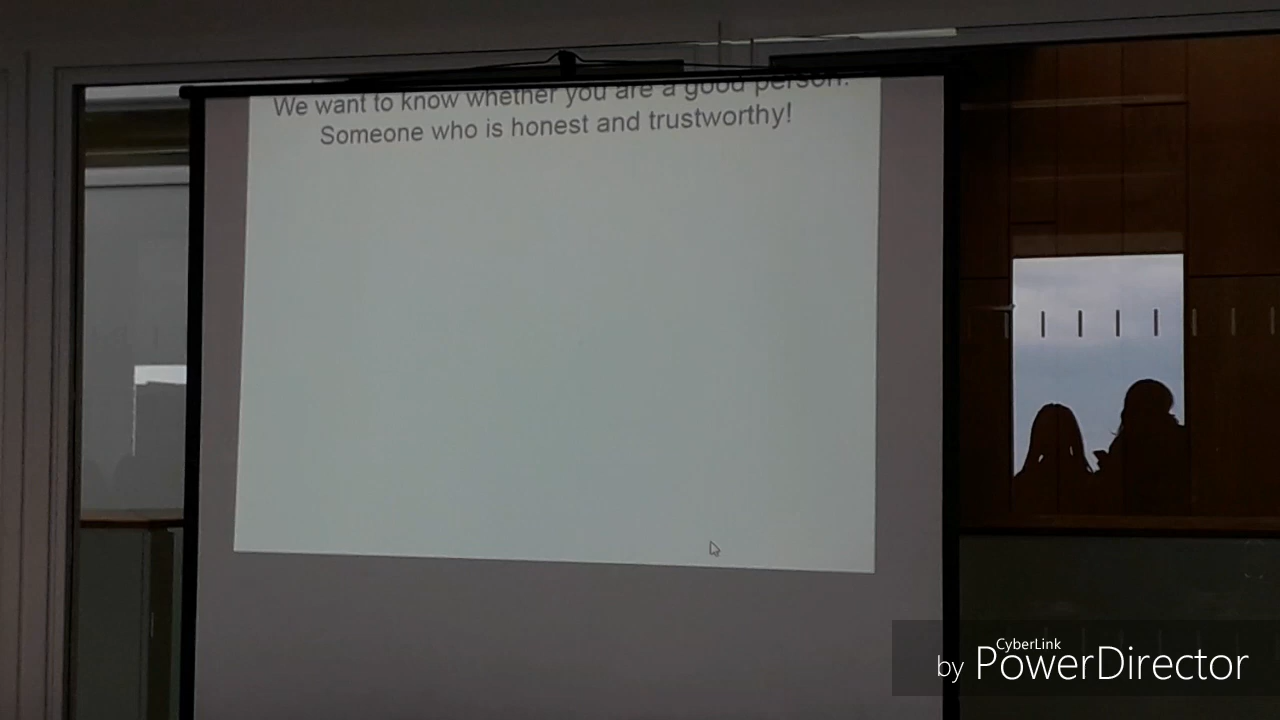 We want to know whether you are a good person.
Someone who is honest and trustworthy!
CyberLink
by PowerDirector